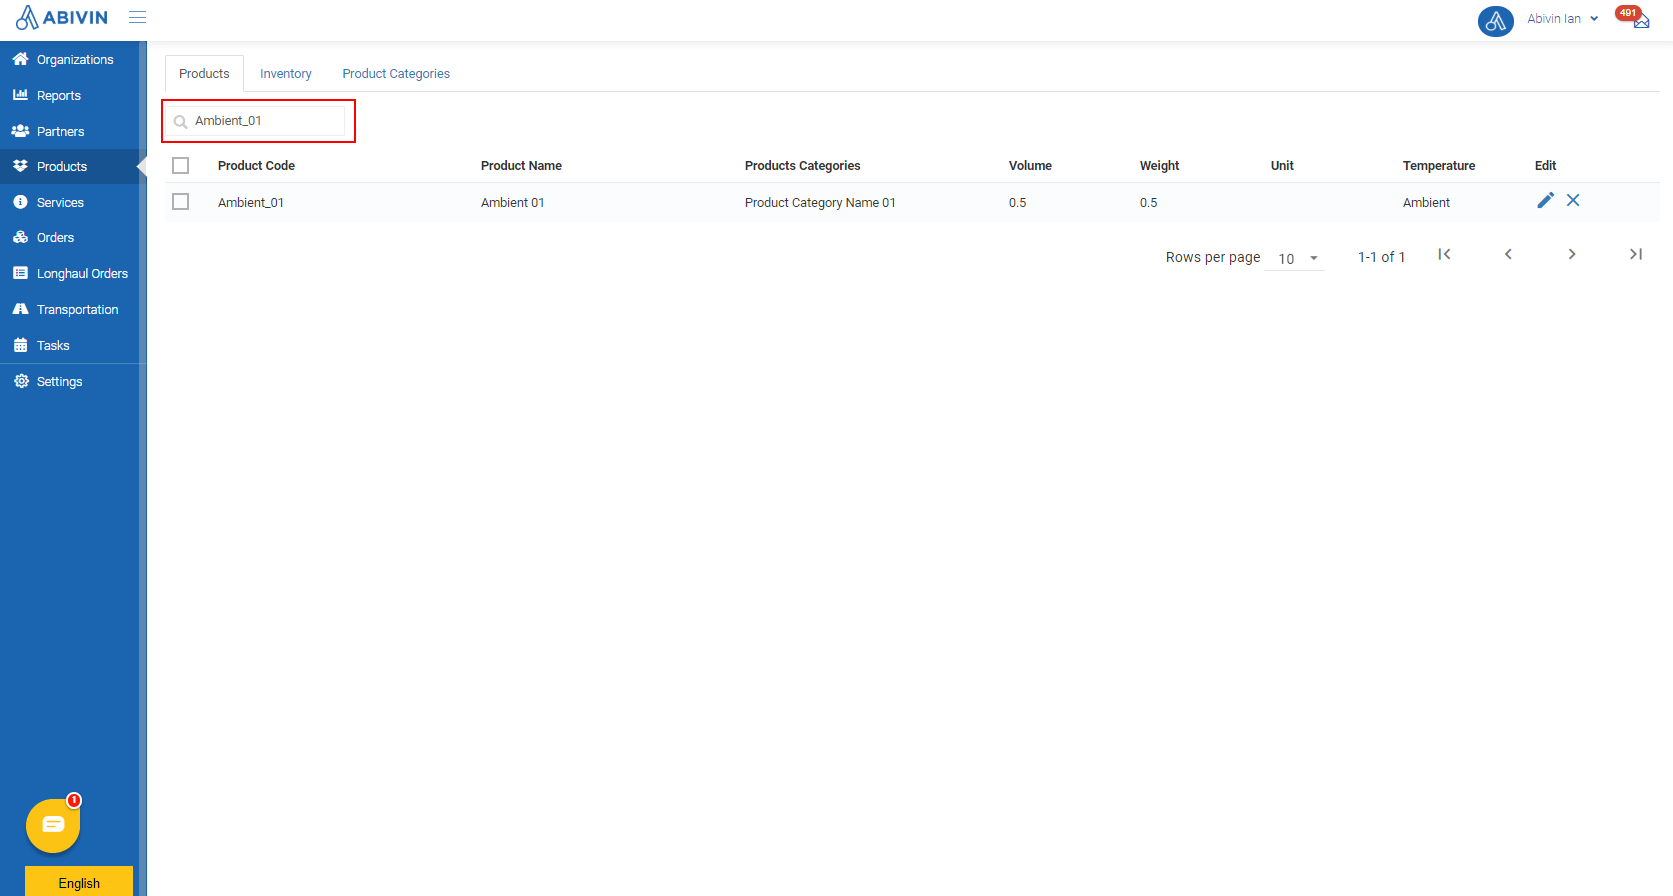 ABIVIN
Abivin Ian
491
Organizations
Reports
Partners
Products
Services
Orders
Longhaul Orders
Transportation
Tasks
Settings
Products Inventory Product Categories
Ambient_01
Product Code Product Name Products Categories Volume Weight Unit Temperature Edit
Ambient_01 Ambient 01 Product Category Name 01 0.5 0.5 Ambient
Rows per page 10 1-1 of 1
1
English